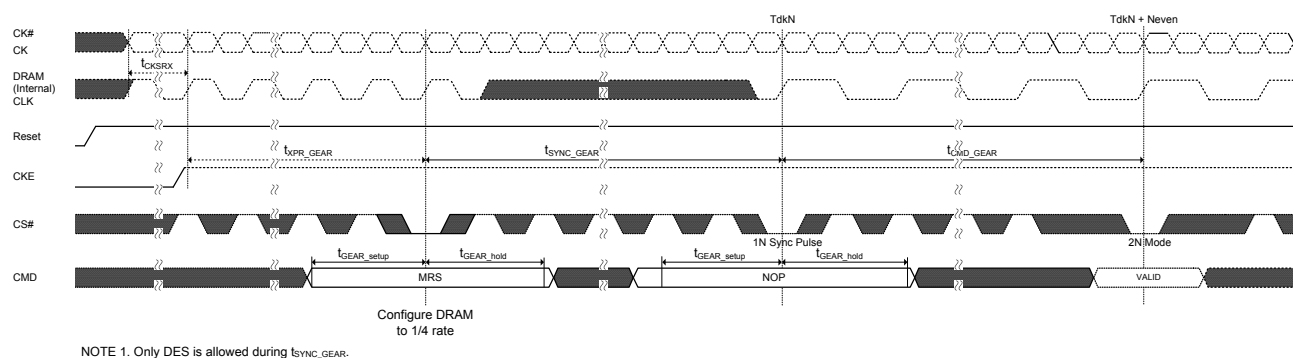 TdkN
TdkN + Neven
CK#
CK
tCKSRX
DRAM
(Internal)
CLK
Reset
tXPR_GEAR
tSYNC_GEAR
tCMD_GEAR
CKE
CS#
1N Sync Pulse
2N Mode
tGEAR_setup
tGEAR_hold
tGEAR_setup
tGEAR_hold
CMD
MRS
NOP
VALID
Configure DRAM
to 1/4 rate
NOTE 1. Only DES is allowed during tSYNC_GEAR.